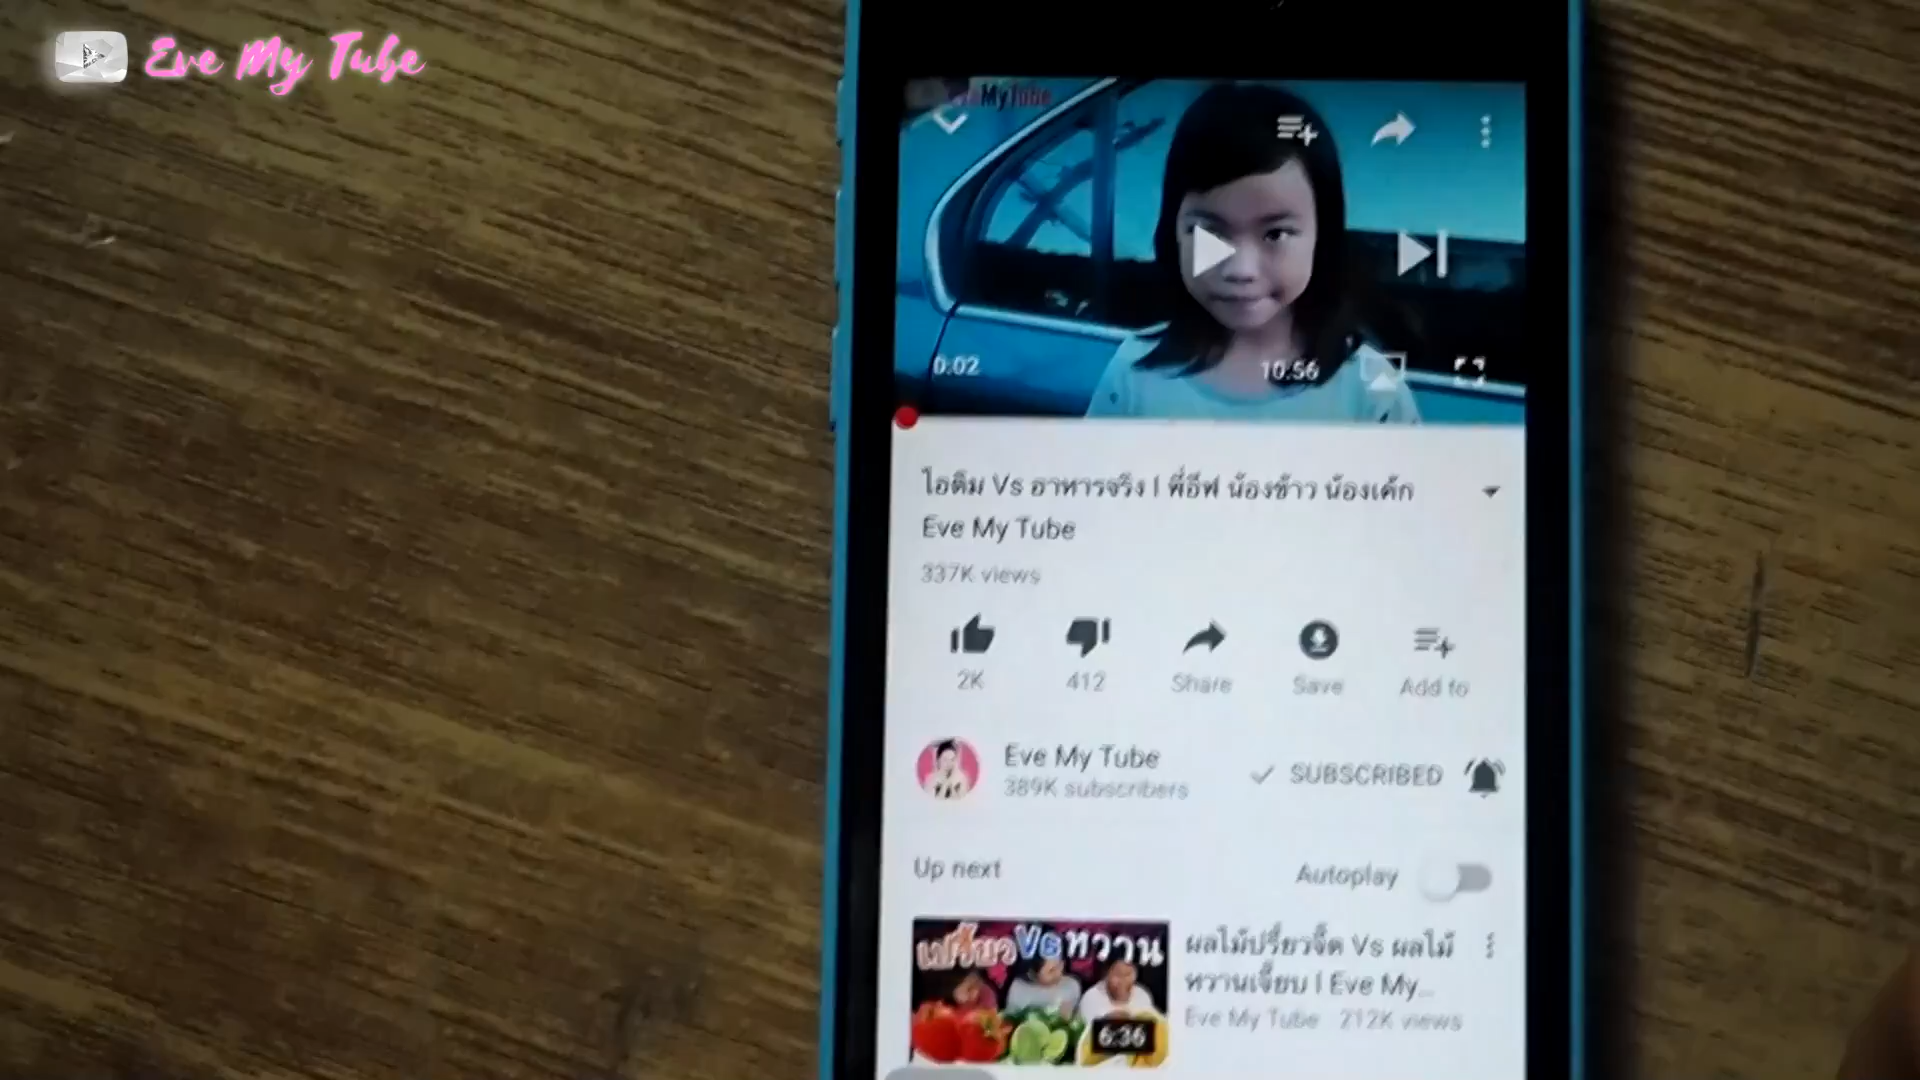 Eve My Tube
MyTube
0:02
10:56
ไอติม Vs อาหารจริง l พี่อีฟ น้องข้าว น้องเค้ก
Eve My Tube
337K views
2K
412
Share
Save
Add to
Eve My Tube
389K subscribers
SUBSCRIBED
Up next
Autoplay
เปรี้ยว Vs หวาน
6:36
ผลไม้เปรี้ยวจี๊ด Vs ผลไม้
หวานเจี๊ยบ l Eve My...
Eve My Tube 212K views